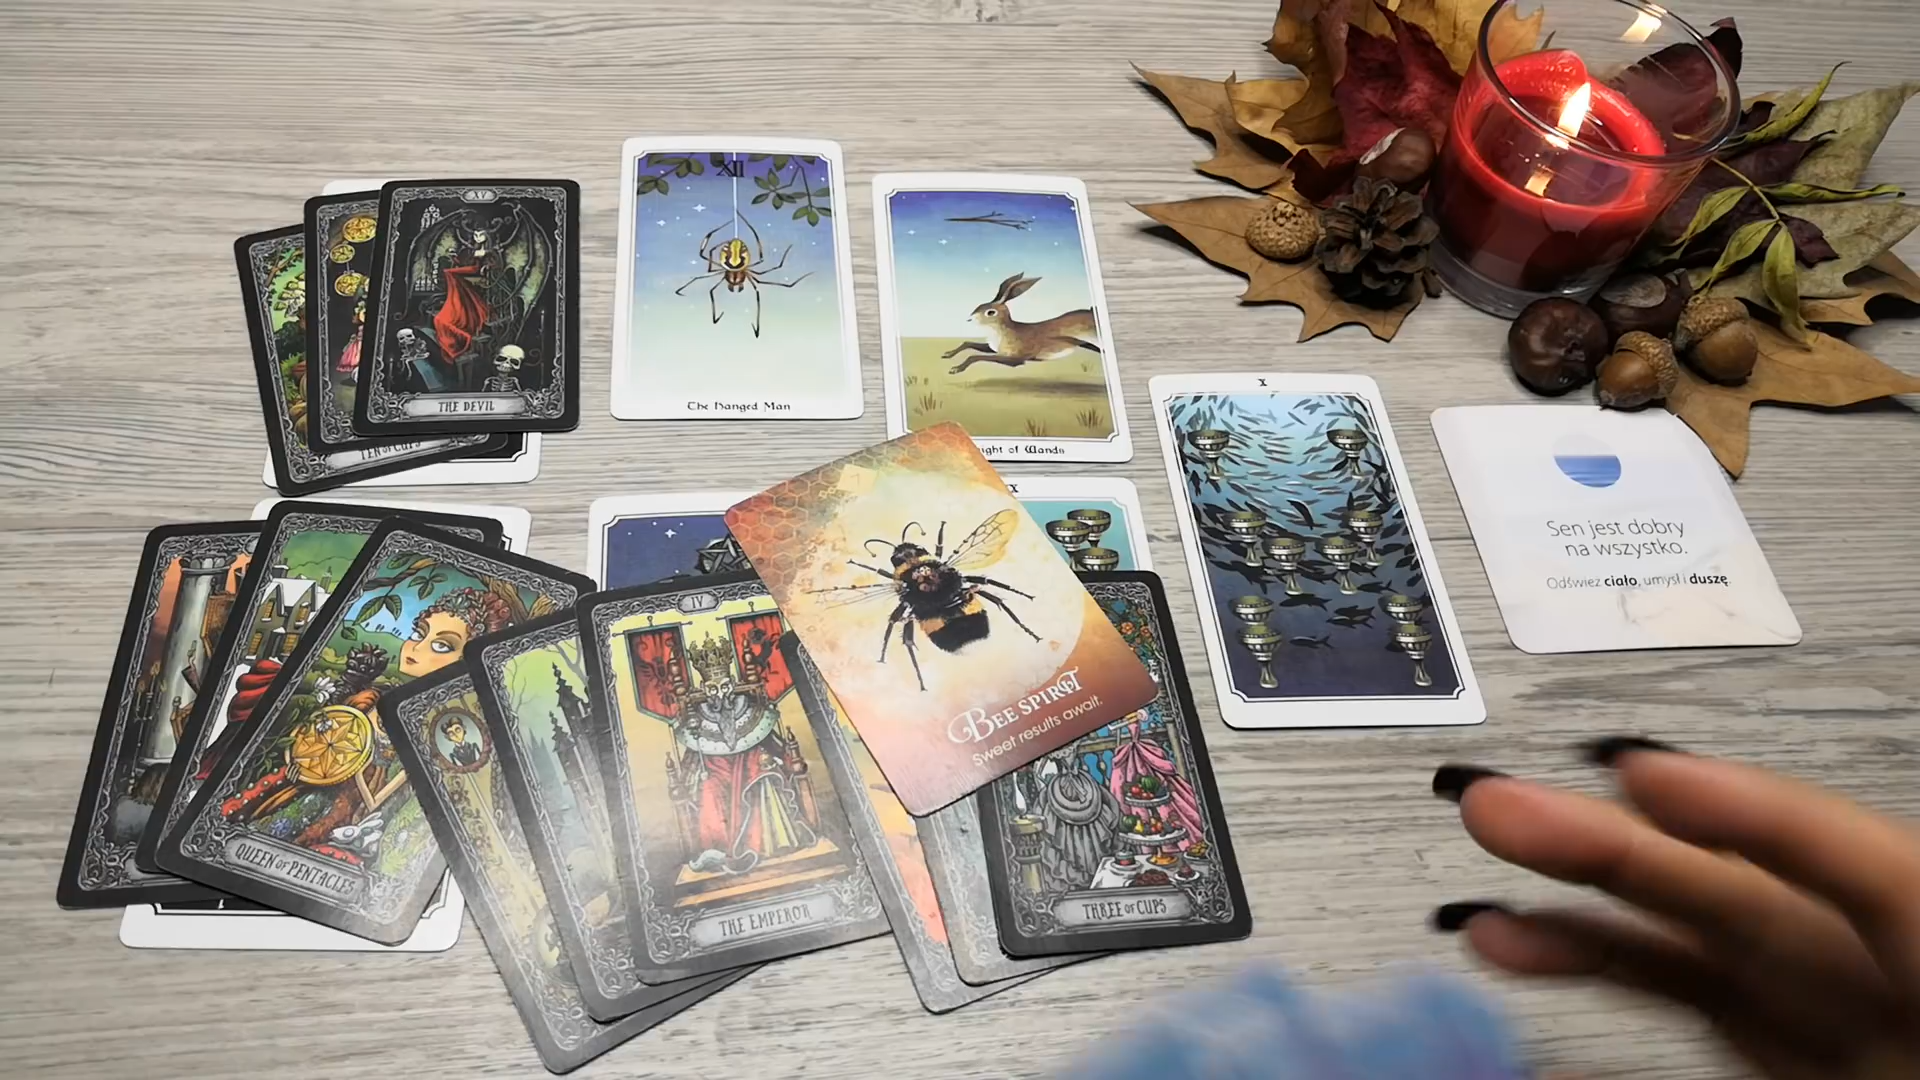 XV
THE DEVIL
TEN OF CUPS
XII
The Hanged Man
ight of Wands
X
X
Sen jest dobry
na wszystko.
Odśwież ciało, umysł i duszę.
QUEEN OF PENTACLES
IV
THE EMPEROR
BEE SPIRIT
Sweet results await.
THREE OF CUPS